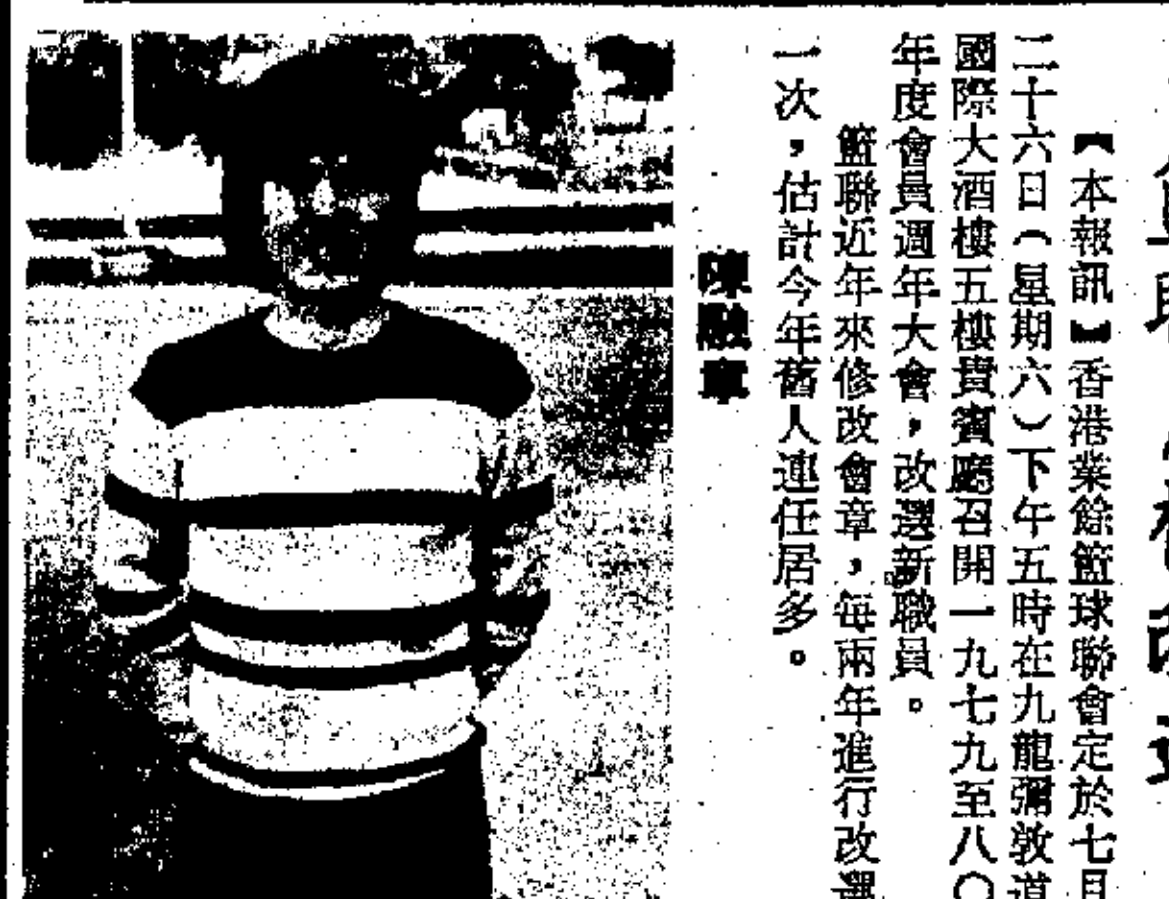 【本報訊】香港業餘籃球聯會定於七月
二十六日（星期六）下午五時在九龍彌敦道
國際大酒樓五樓貴賓廳召開一九七九至八〇
年度會員週年大會，改選新職員。
籃聯近年來修改會章，每兩年進行改選
一次，估計今年舊人連任居多。
陳融章